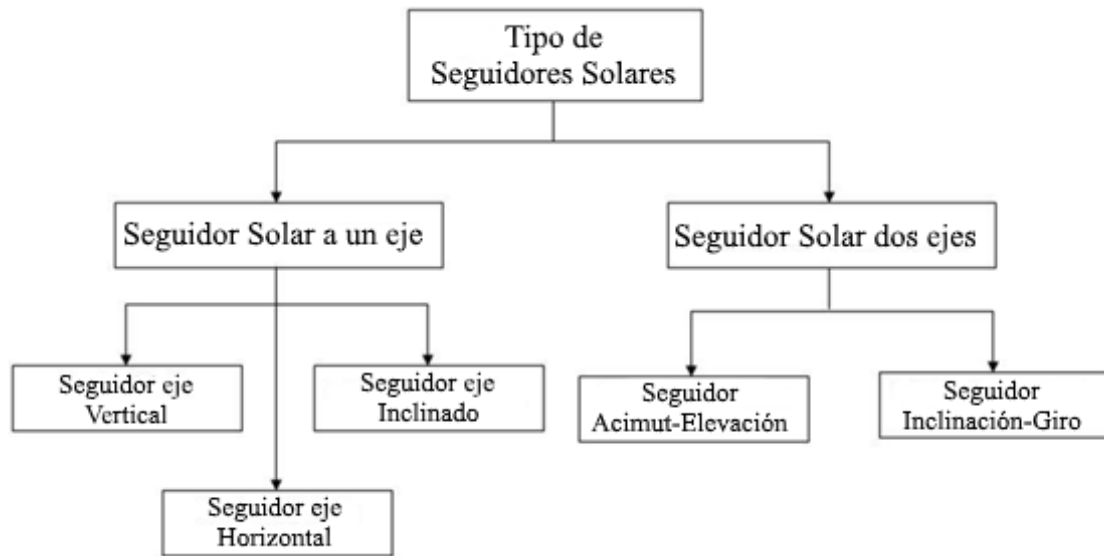 Tipo de
Seguidores Solares
Seguidor Solar a un eje
Seguidor Solar dos ejes
Seguidor eje
Vertical
Seguidor eje
Inclinado
Seguidor
Acimut-Elevación
Seguidor
Inclinación-Giro
Seguidor eje
Horizontal